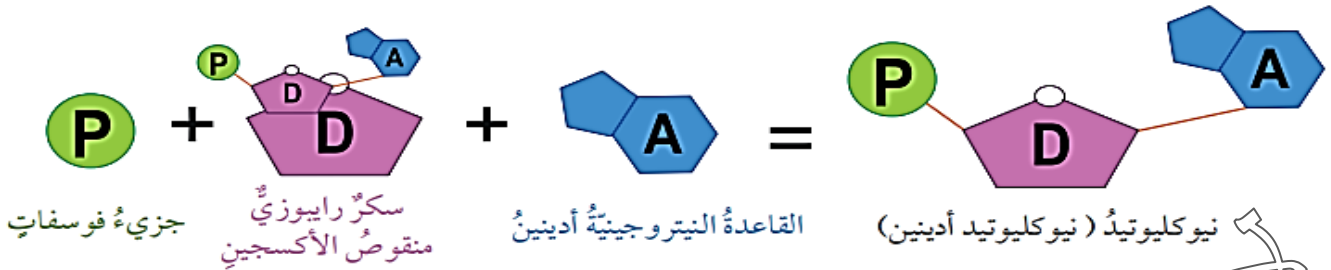 P + P D A D + A = P D A
جزيءُ فوسفاتٍ
سكرٌ رايبوزيٌّ
منقوصُ الأكسجينِ
القاعدةُ النيتروجينيّةُ أدينينُ
نيوكليوتيدُ ( نيوكليوتيد أدينين)